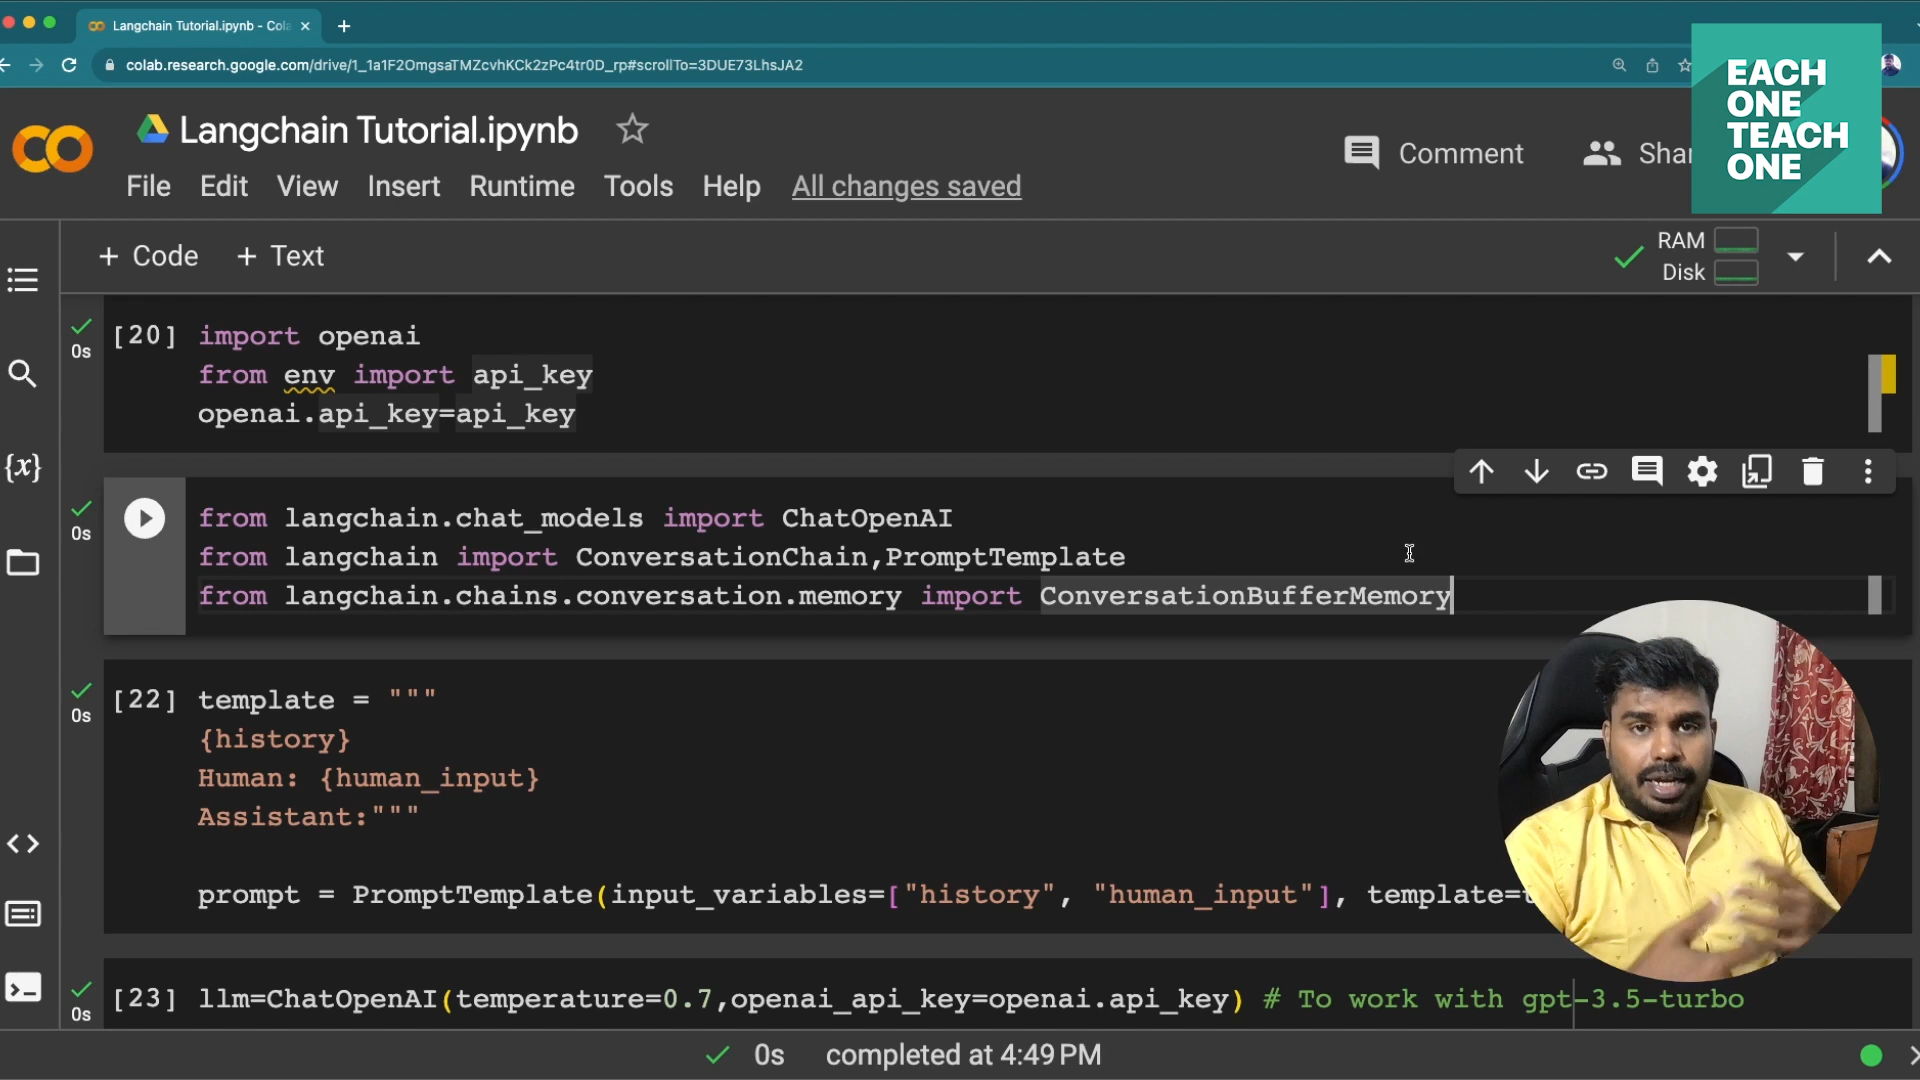 Langchain Tutorial.ipynb - Cola
colab.research.google.com/drive/1_1a1F2OmgsaTMZcvhKCk2zPc4tr0D_rp#scrollTo=3DUE73LhsJA2
EACH
ONE
TEACH
ONE
Langchain Tutorial.ipynb
Comment
Shar
File Edit View Insert Runtime Tools Help All changes saved
+ Code + Text
RAM
Disk
0s
[20] import openai
from env import api_key
openai.api_key=api_key
0s
from langchain.chat_models import ChatOpenAI
from langchain import ConversationChain,PromptTemplate
from langchain.chains.conversation.memory import ConversationBufferMemory
0s
[22] template = """
{history}
Human: {human_input}
Assistant:"""
prompt = PromptTemplate(input_variables=["history", "human_input"], template=
0s
[23] llm=ChatOpenAI(temperature=0.7,openai_api_key=openai.api_key) # To work with gpt-3.5-turbo
0s completed at 4:49 PM